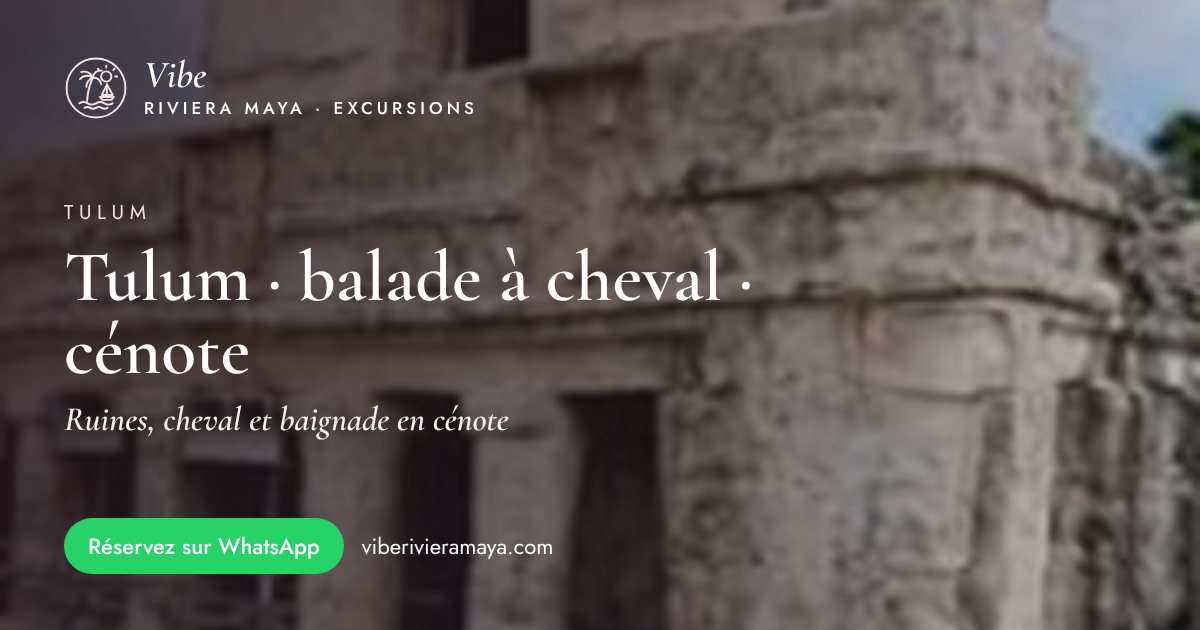 Vibe
RIVIERA MAYA · EXCURSIONS
TULUM
Tulum · balade à cheval ·
cénote
Ruines, cheval et baignade en cénote
Réservez sur WhatsApp
viberivieramaya.com